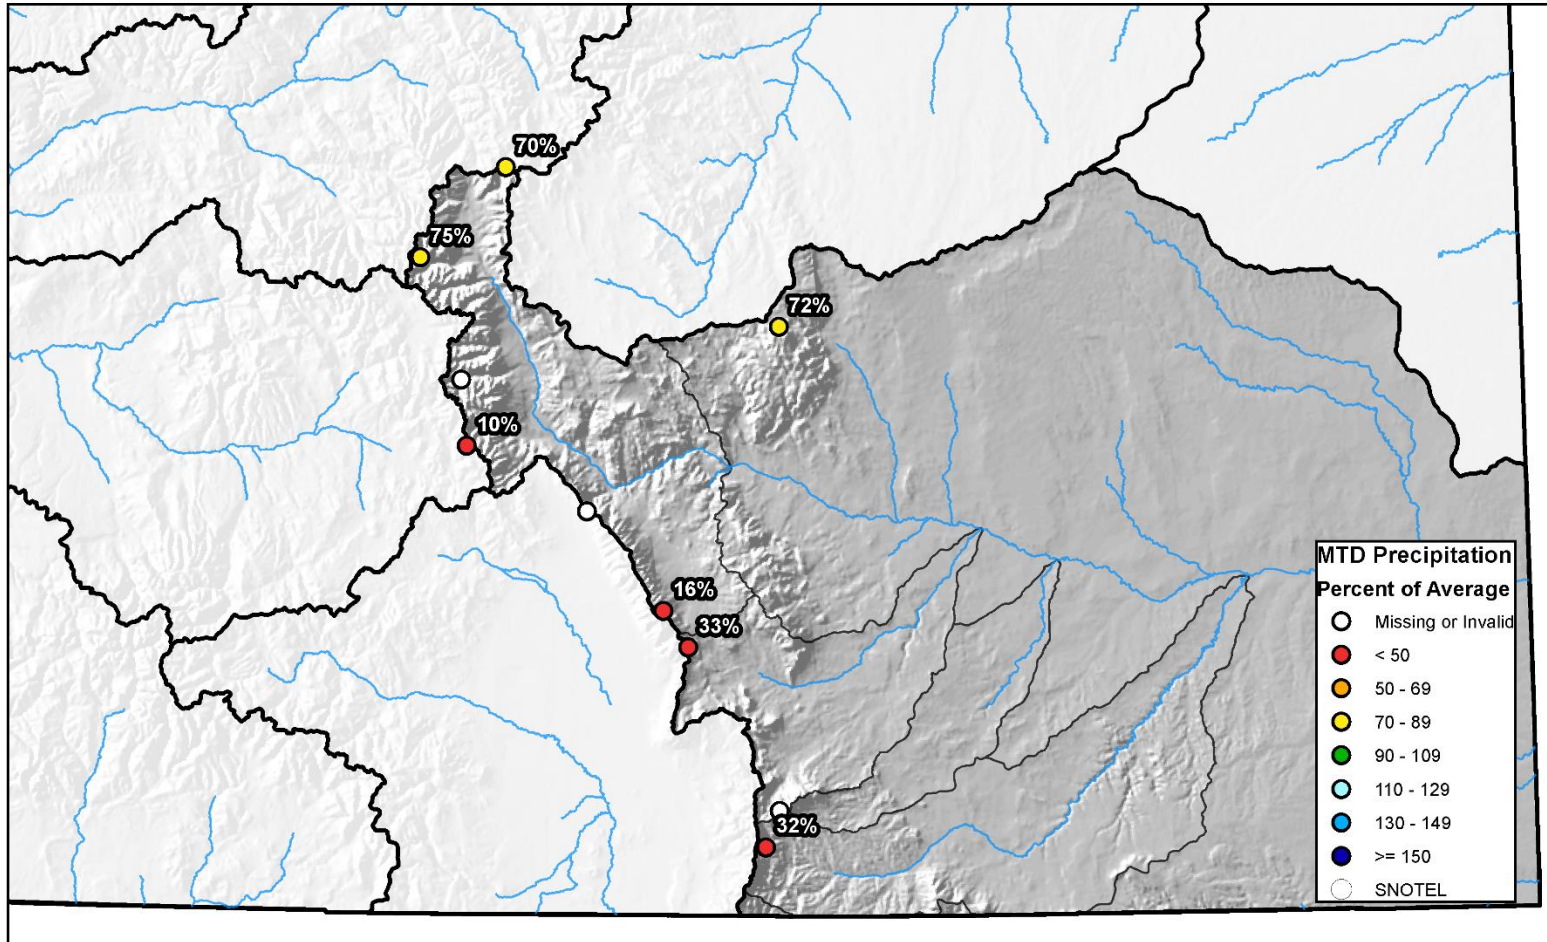 70%
75%
72%
10%
16%
33%
32%
MTD Precipitation
Percent of Average
Missing or Invalid
< 50
50 - 69
70 - 89
90 - 109
110 - 129
130 - 149
>= 150
SNOTEL